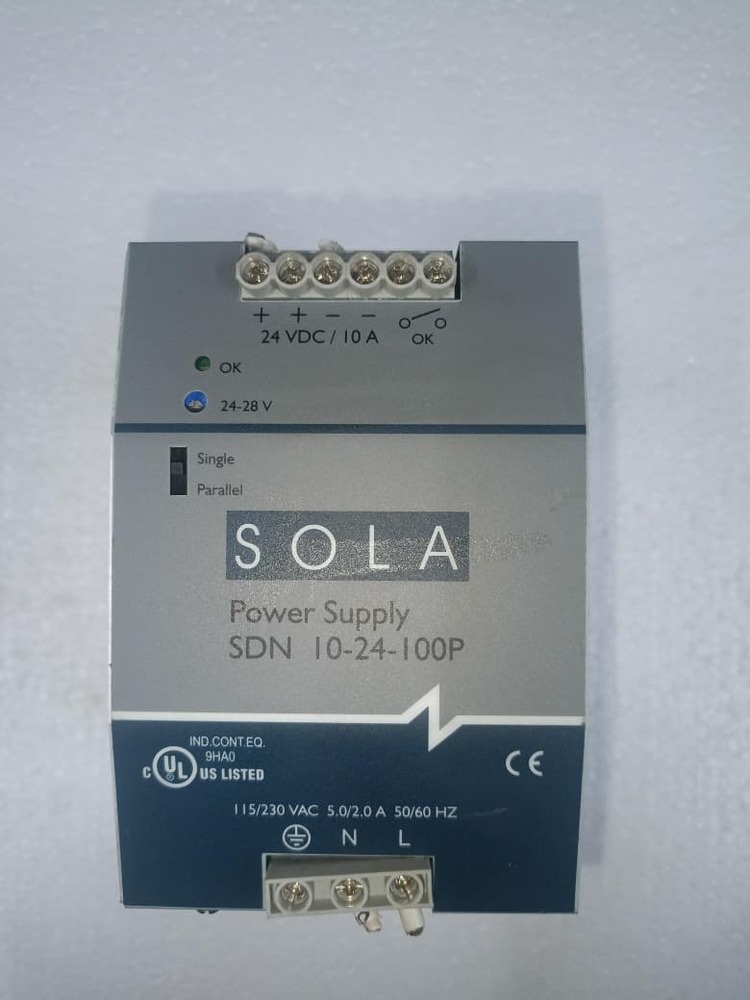 + + − −
24 VDC / 10 A
OK
OK
24-28 V
Single
Parallel
SOLA
Power Supply
SDN 10-24-100P
IND.CONT.EQ.
9HA0
C UL US LISTED
CE
115/230 VAC 5.0/2.0 A 50/60 HZ
N L